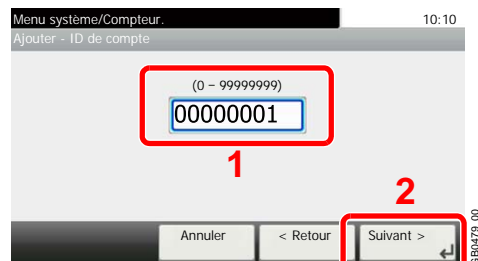 Menu système/Compteur. 10:10
Ajouter - ID de compte
(0 – 99999999)
00000001
1
2
Annuler < Retour Suivant >
GB0479_00